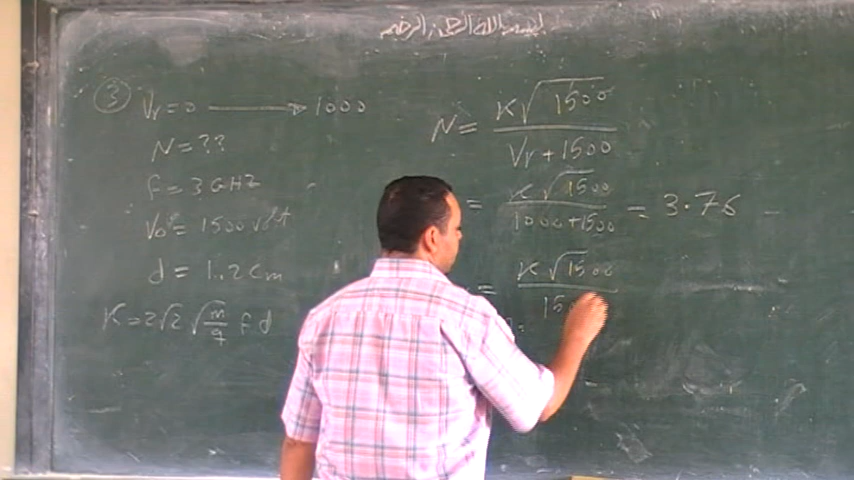 بسم الله الرحمن الرحيم
③ Vr = 0 → 1000
N = ??
f = 3 GHZ
Vo = 1500 volt
d = 1.2 cm
K = 2√2 √(m/q) f d
N = K√1500 / Vr + 1500
= K√1500 / 1000 + 1500 = 3.76
= K√1500 / 15